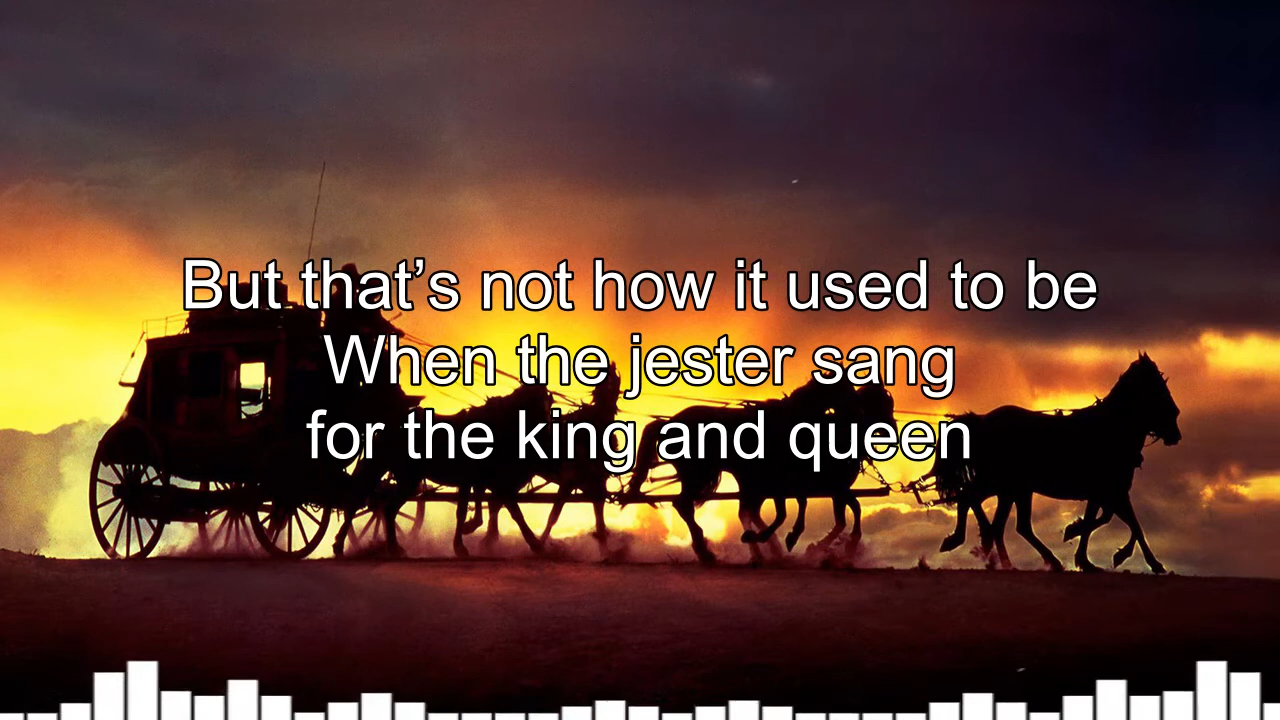 But that’s not how it used to be
When the jester sang
for the king and queen